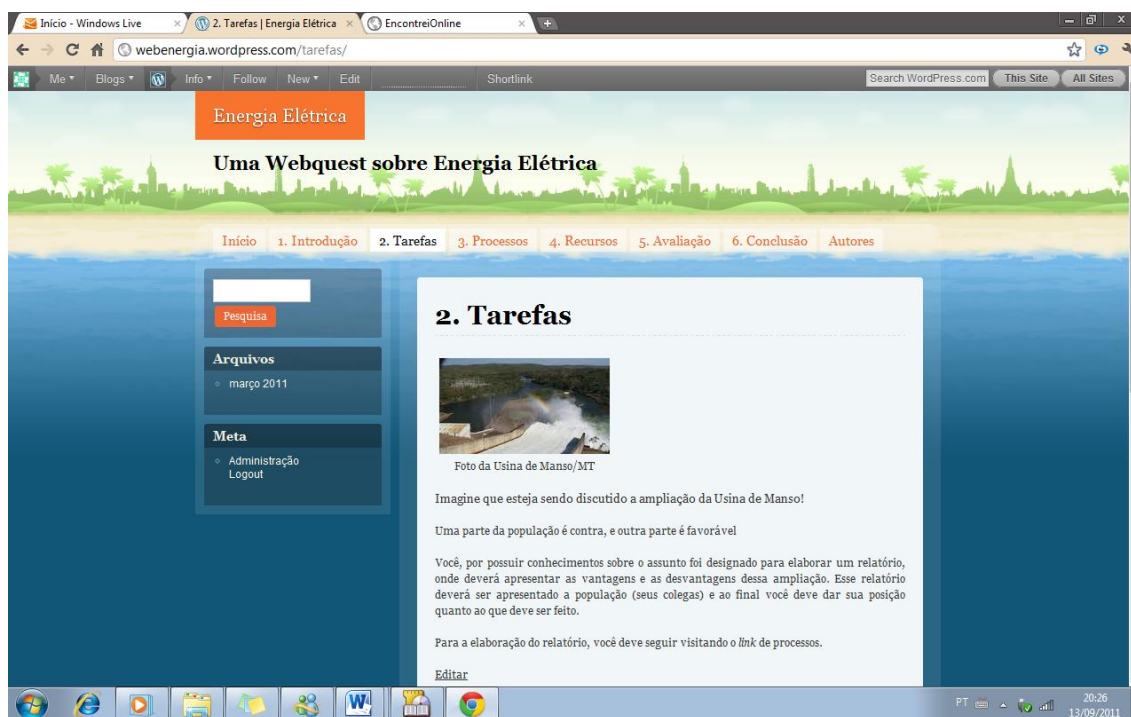 Início - Windows Live
2. Tarefas | Energia Elétrica
EncontreiOnline
webenergia.wordpress.com/tarefas/
Me Blogs Info Follow New Edit Shortlink Search WordPress.com This Site All Sites
Energia Elétrica
Uma Webquest sobre Energia Elétrica
Início 1. Introdução 2. Tarefas 3. Processos 4. Recursos 5. Avaliação 6. Conclusão Autores
Pesquisa
Arquivos
março 2011
Meta
Administração
Logout
2. Tarefas
Foto da Usina de Manso/MT
Imagine que esteja sendo discutido a ampliação da Usina de Manso!
Uma parte da população é contra, e outra parte é favorável
Você, por possuir conhecimentos sobre o assunto foi designado para elaborar um relatório,
onde deverá apresentar as vantagens e as desvantagens dessa ampliação. Esse relatório
deverá ser apresentado a população (seus colegas) e ao final você deve dar sua posição
quanto ao que deve ser feito.
Para a elaboração do relatório, você deve seguir visitando o link de processos.
Editar
PT
20:26
13/09/2011